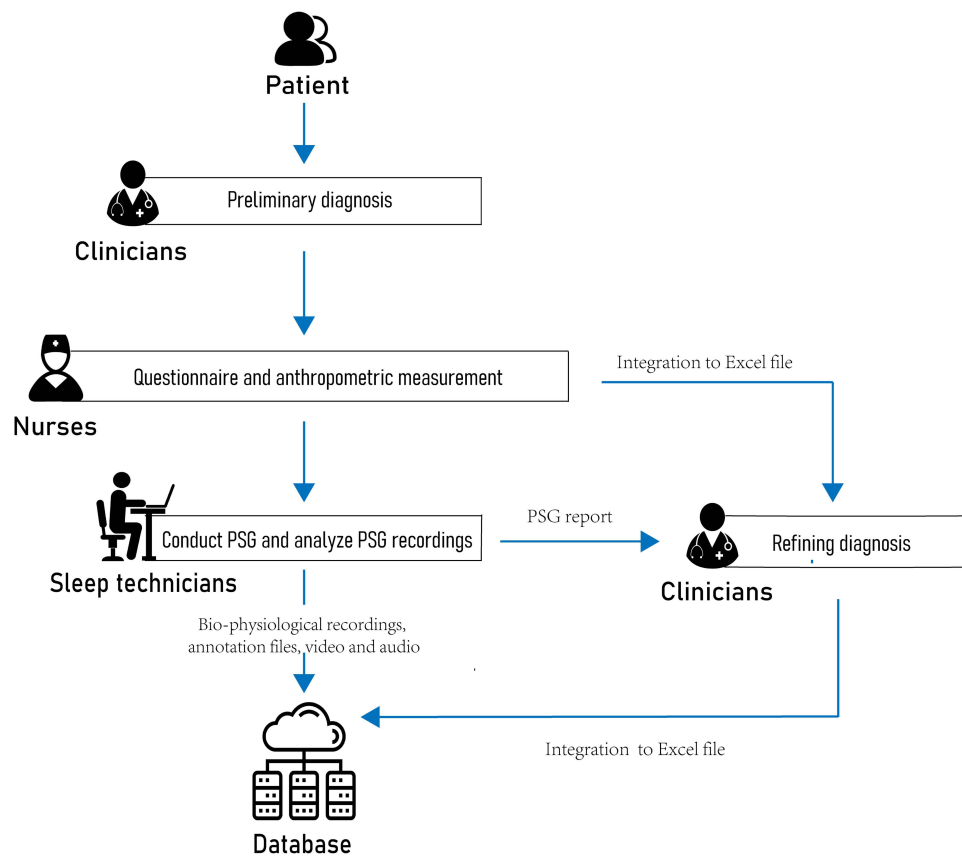 Patient
Preliminary diagnosis
Clinicians
Integration to Excel file
Questionnaire and anthropometric measurement
Nurses
PSG report
Conduct PSG and analyze PSG recordings
Refining diagnosis
Sleep technicians
Clinicians
Bio-physiological recordings,
annotation files, video and audio
Integration to Excel file
Database